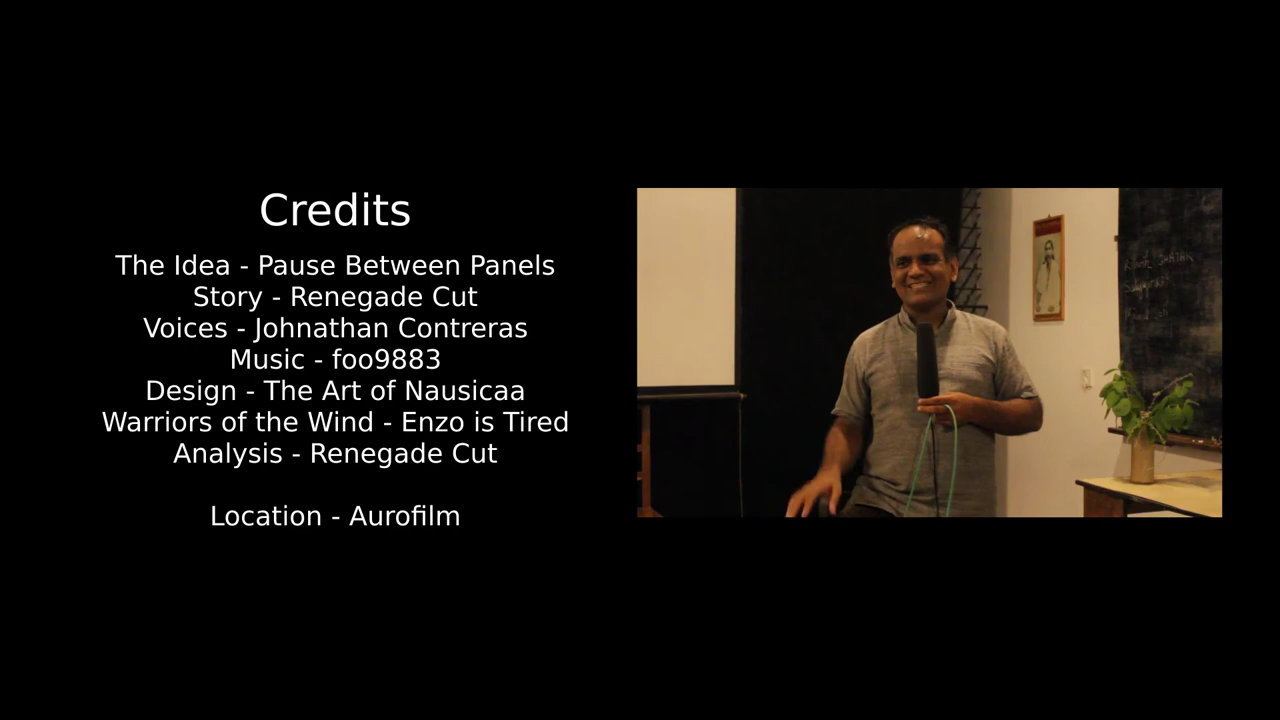 Credits
The Idea - Pause Between Panels
Story - Renegade Cut
Voices - Johnathan Contreras
Music - foo9883
Design - The Art of Nausicaa
Warriors of the Wind - Enzo is Tired
Analysis - Renegade Cut
Location - Aurofilm